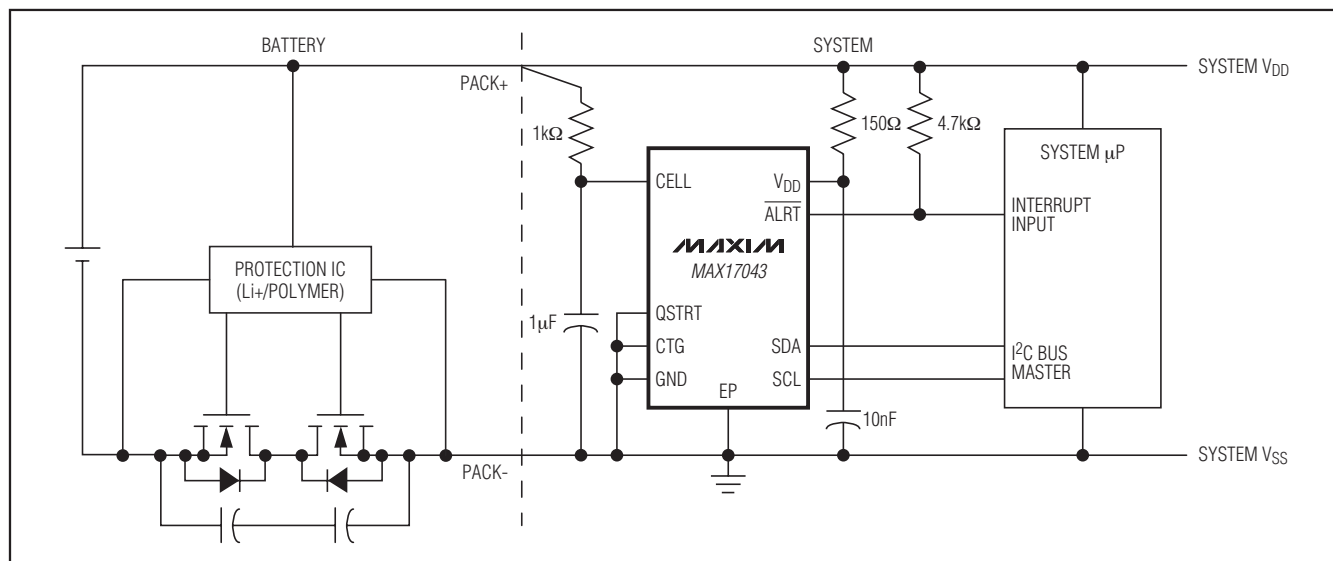 BATTERY
SYSTEM
SYSTEM VDD
PACK+
1kΩ
150Ω
4.7kΩ
SYSTEM µP
CELL
VDD
ALRT
INTERRUPT
INPUT
MAXIM
MAX17043
PROTECTION IC
(Li+/POLYMER)
1µF
QSTRT
CTG
GND
SDA
SCL
EP
I²C BUS
MASTER
10nF
PACK-
SYSTEM VSS